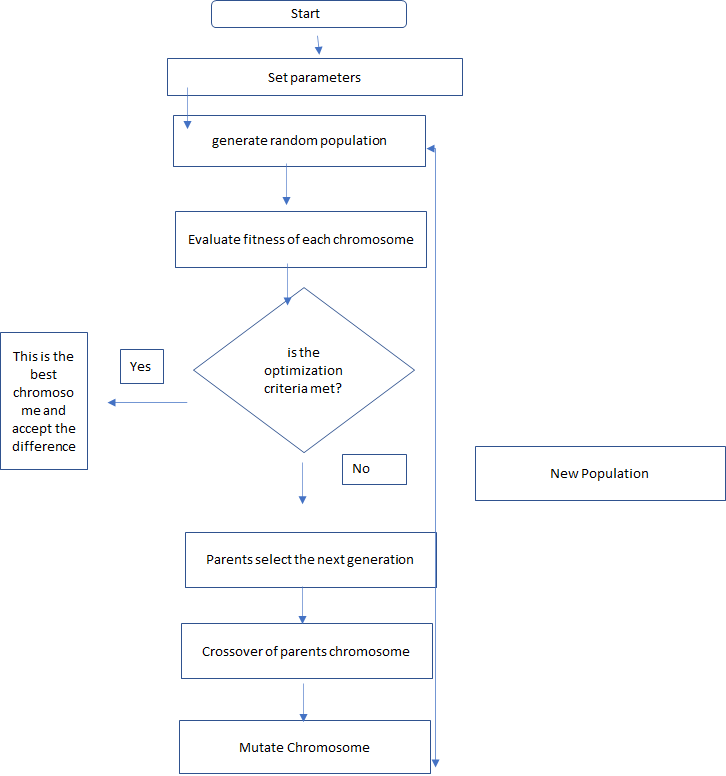 Start
Set parameters
generate random population
Evaluate fitness of each chromosome
is the
optimization
criteria met?
Yes
This is the
best
chromoso
me and
accept the
difference
No
New Population
Parents select the next generation
Crossover of parents chromosome
Mutate Chromosome